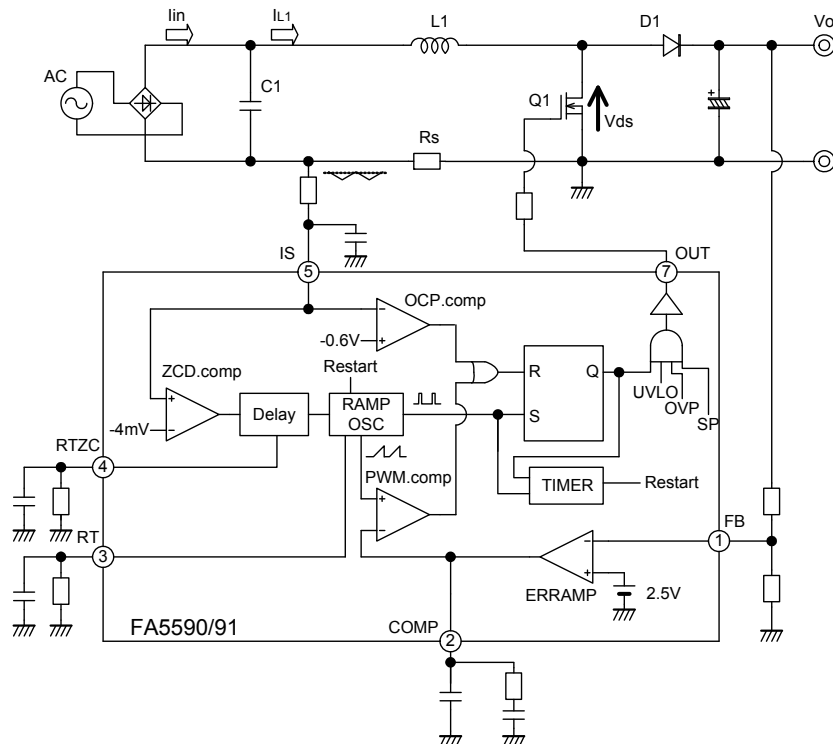 Iin
IL1
L1
D1
Vo
AC
C1
Q1
Vds
+
Rs
IS
5
OUT
7
OCP.comp
-0.6V
−
+
ZCD.comp
Restart
R
Q
UVLO
OVP
SP
+
−
-4mV
Delay
RAMP
OSC
S
RTZC
4
PWM.comp
TIMER
Restart
+
−
RT
3
FB
1
−
+
ERRAMP
2.5V
FA5590/91
COMP
2